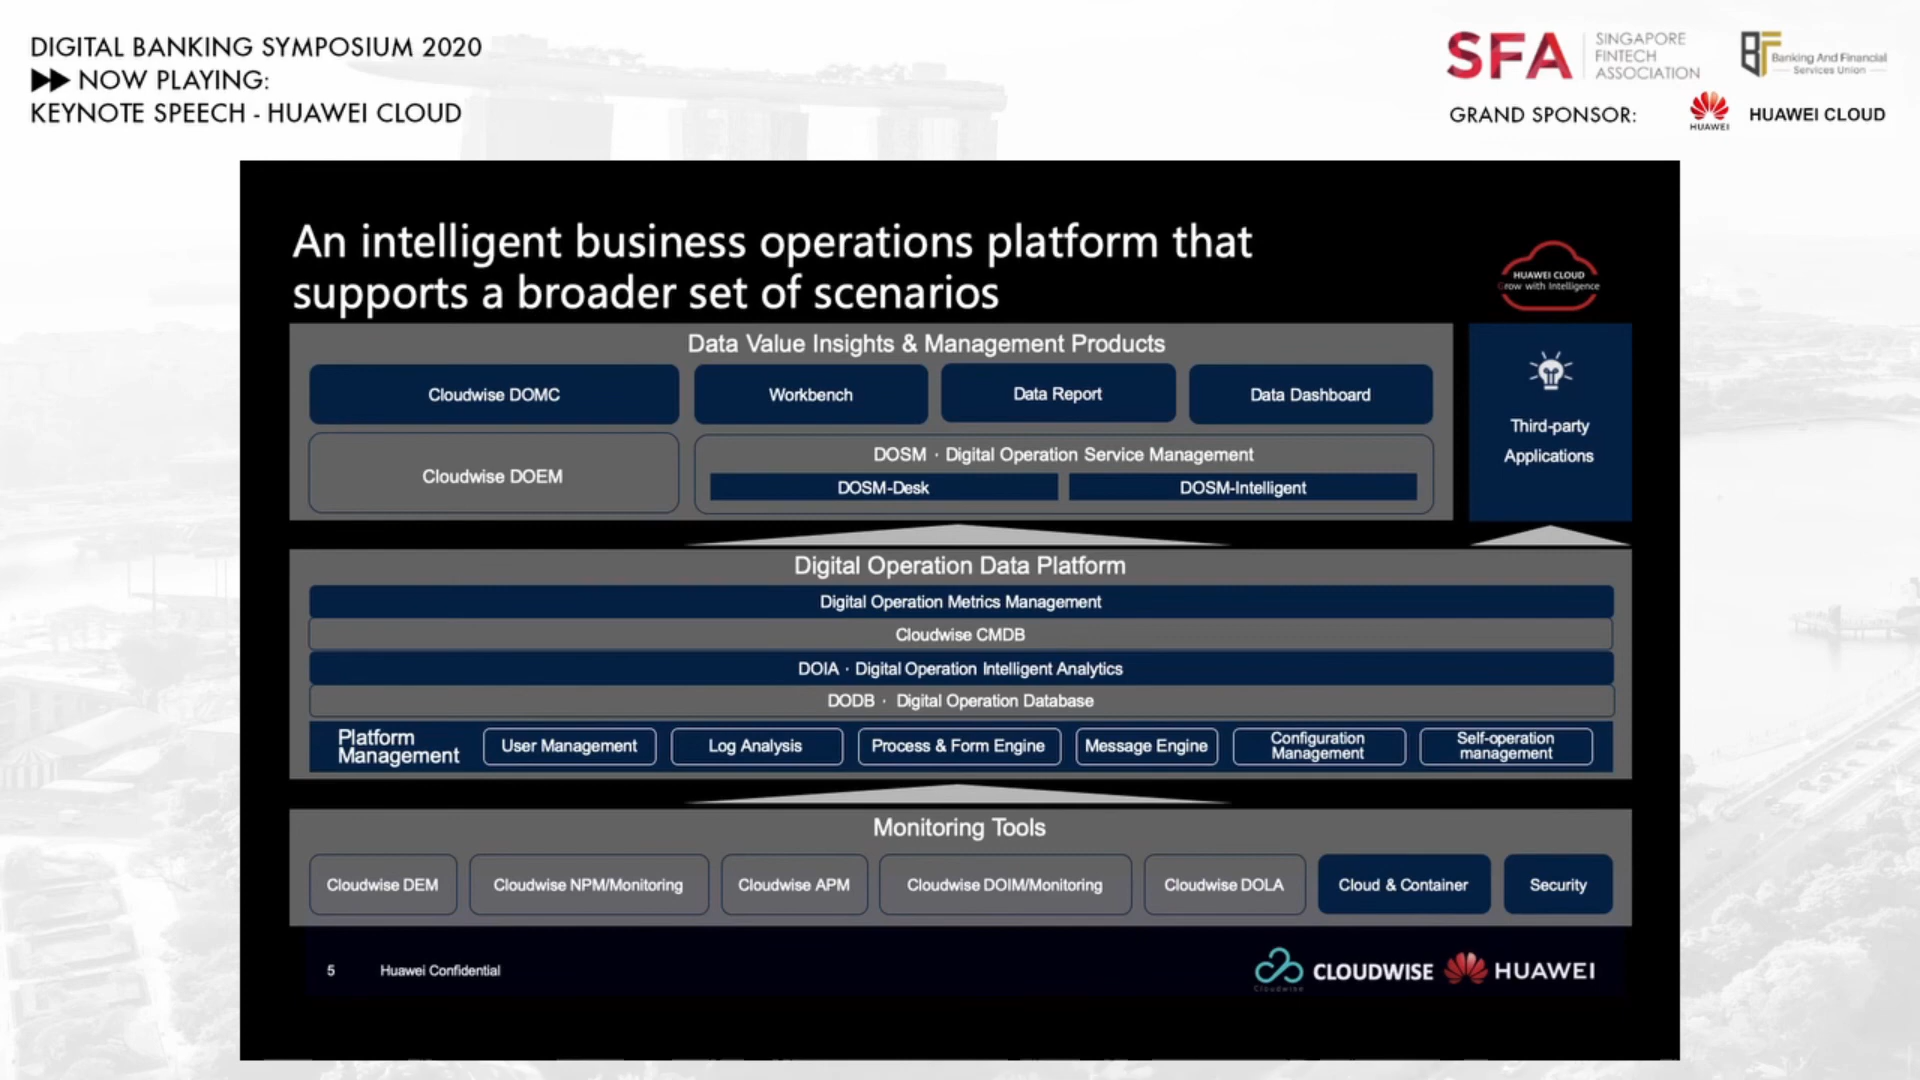 DIGITAL BANKING SYMPOSIUM 2020
NOW PLAYING:
KEYNOTE SPEECH - HUAWEI CLOUD
SFA
SINGAPORE
FINTECH
ASSOCIATION
BF
Banking And Financial
Services Union
GRAND SPONSOR:
HUAWEI
HUAWEI CLOUD
An intelligent business operations platform that
supports a broader set of scenarios
HUAWEI CLOUD
Grow with Intelligence
Data Value Insights & Management Products
Cloudwise DOMC
Workbench
Data Report
Data Dashboard
Cloudwise DOEM
DOSM · Digital Operation Service Management
DOSM-Desk
DOSM-Intelligent
Third-party
Applications
Digital Operation Data Platform
Digital Operation Metrics Management
Cloudwise CMDB
DOIA · Digital Operation Intelligent Analytics
DODB · Digital Operation Database
Platform
Management
User Management
Log Analysis
Process & Form Engine
Message Engine
Configuration
Management
Self-operation
management
Monitoring Tools
Cloudwise DEM
Cloudwise NPM/Monitoring
Cloudwise APM
Cloudwise DOIM/Monitoring
Cloudwise DOLA
Cloud & Container
Security
5
Huawei Confidential
Cloudwise
CLOUDWISE
HUAWEI